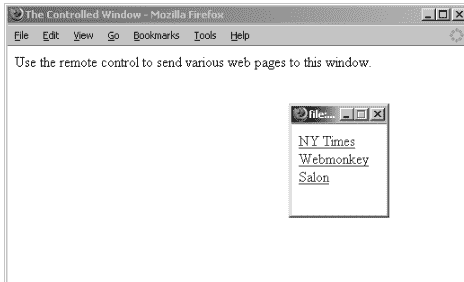 The Controlled Window - Mozilla Firefox
File Edit View Go Bookmarks Tools Help
Use the remote control to send various web pages to this window.
file:...
NY Times
Webmonkey
Salon